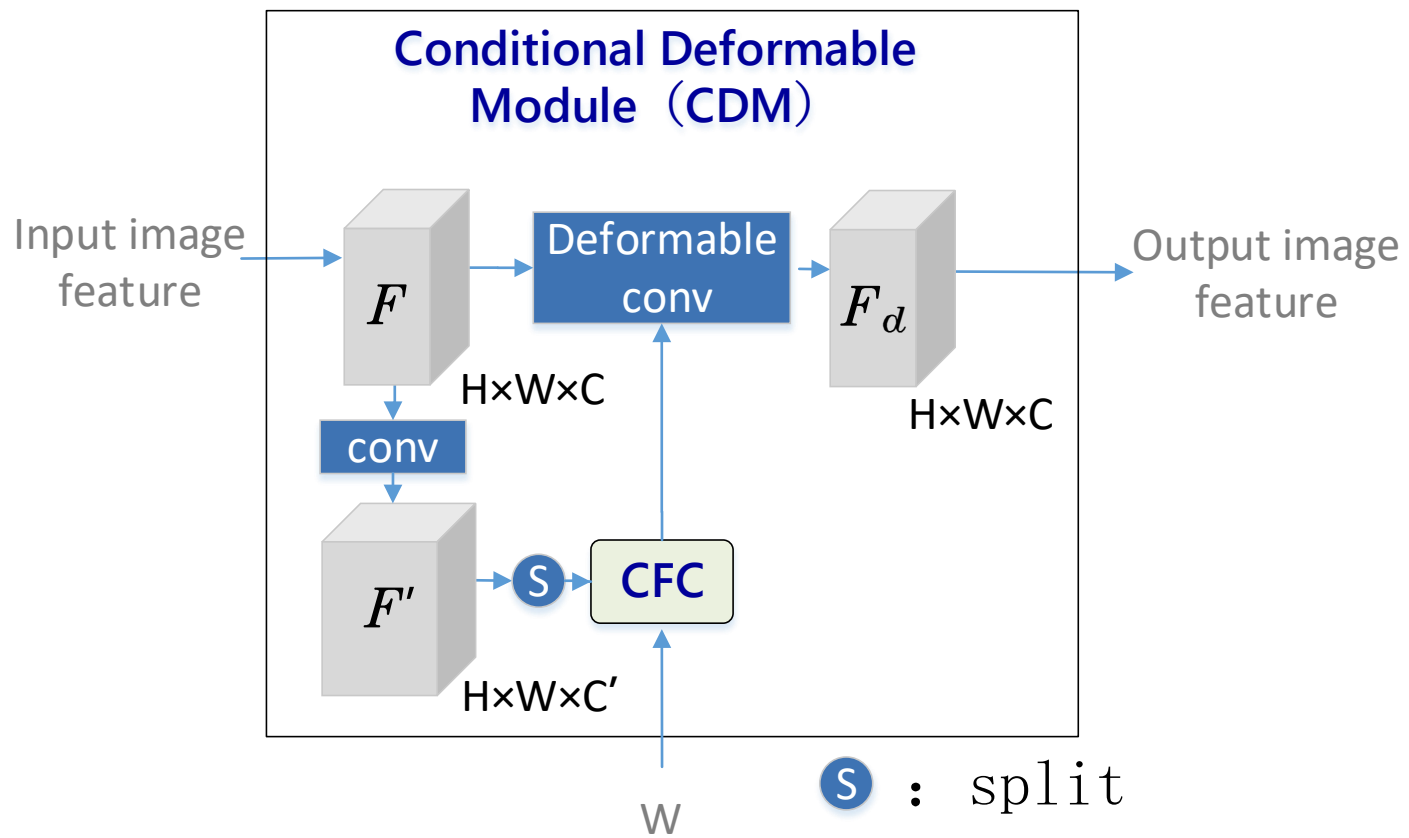 Conditional Deformable
Module（CDM）
Input image
feature
F
H×W×C
Deformable
conv
F_d
H×W×C
Output image
feature
conv
F'
H×W×C'
S
CFC
W
S ：split